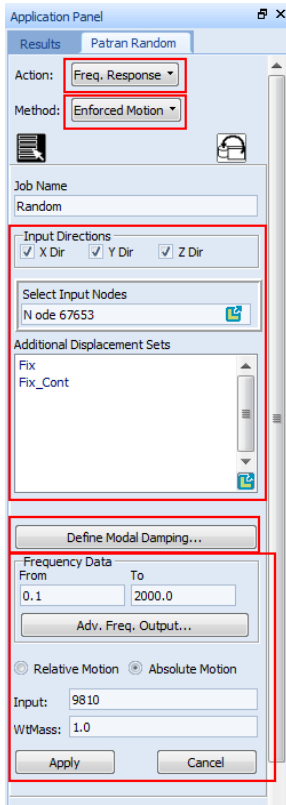 Application Panel
Results Patran Random
Action: Freq. Response
Method: Enforced Motion
Job Name
Random
Input Directions
X Dir Y Dir Z Dir
Select Input Nodes
N ode 67653
Additional Displacement Sets
Fix
Fix_Cont
Define Modal Damping...
Frequency Data
From To
0.1 2000.0
Adv. Freq. Output...
Relative Motion Absolute Motion
Input: 9810
WtMass: 1.0
Apply Cancel